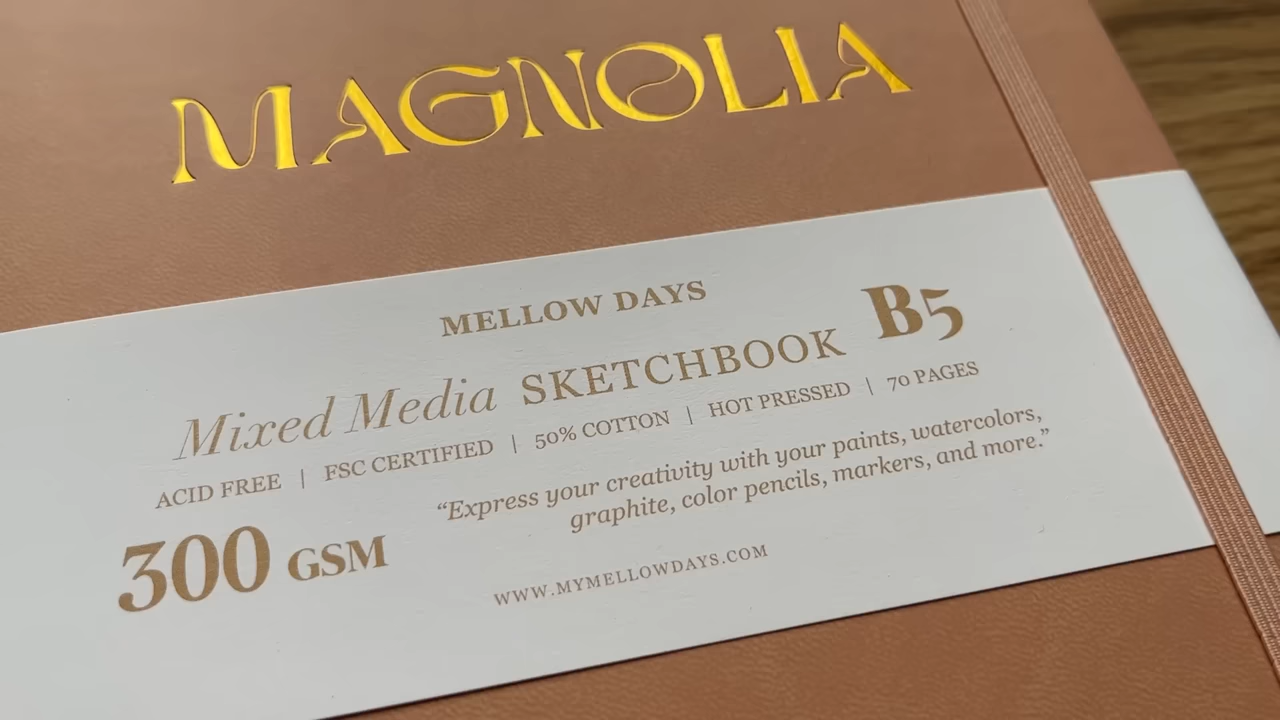 MAGNOLIA
MELLOW DAYS
Mixed Media SKETCHBOOK B5
ACID FREE | FSC CERTIFIED | 50% COTTON | HOT PRESSED | 70 PAGES
“Express your creativity with your paints, watercolors,
graphite, color pencils, markers, and more.”
300 GSM
WWW.MYMELLOWDAYS.COM